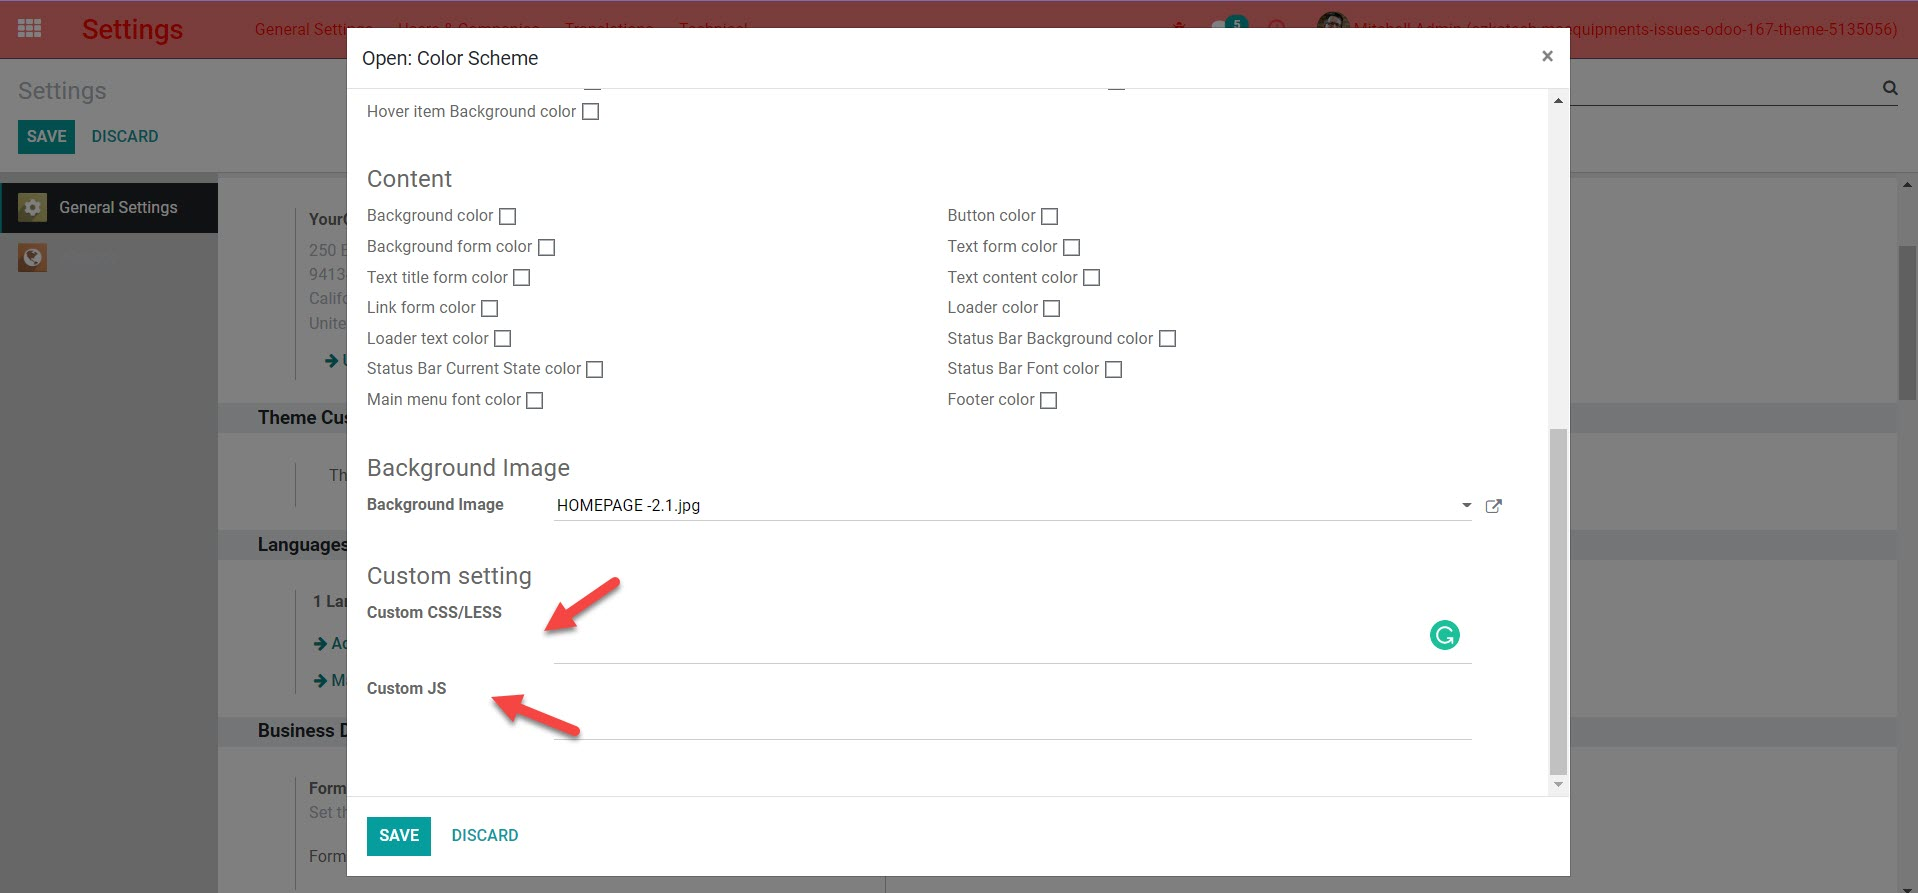 Settings
General Settings Users & Companies Translations Technical
5
Mitchell Admin
equipments-issues-odoo-167-theme-5135056)
Open: Color Scheme
×
Settings
SAVE DISCARD
General Settings
Hover item Background color
Content
Background color
Button color
Background form color
Text form color
Text title form color
Text content color
Link form color
Loader color
Loader text color
Status Bar Background color
Status Bar Current State color
Status Bar Font color
Main menu font color
Footer color
Background Image
Background Image HOMEPAGE -2.1.jpg
Custom setting
Custom CSS/LESS
Custom JS
SAVE DISCARD
Your
250
9413
Califo
Unite
Theme Cus
Th
Languages
1 Lar
Business D
Form
Set th
Form